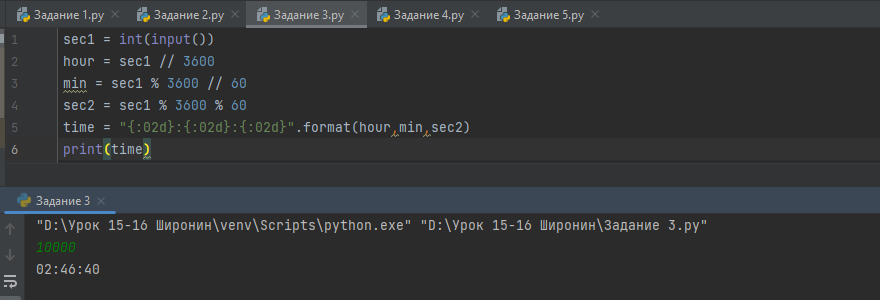 Задание 1.py Задание 2.py Задание 3.py Задание 4.py Задание 5.py
1 sec1 = int(input())
2 hour = sec1 // 3600
3 min = sec1 % 3600 // 60
4 sec2 = sec1 % 3600 % 60
5 time = "{:02d}:{:02d}:{:02d}".format(hour,min,sec2)
6 print(time)
Задание 3
"D:\Урок 15-16 Широнин\venv\Scripts\python.exe" "D:\Урок 15-16 Широнин\Задание 3.py"
10000
02:46:40